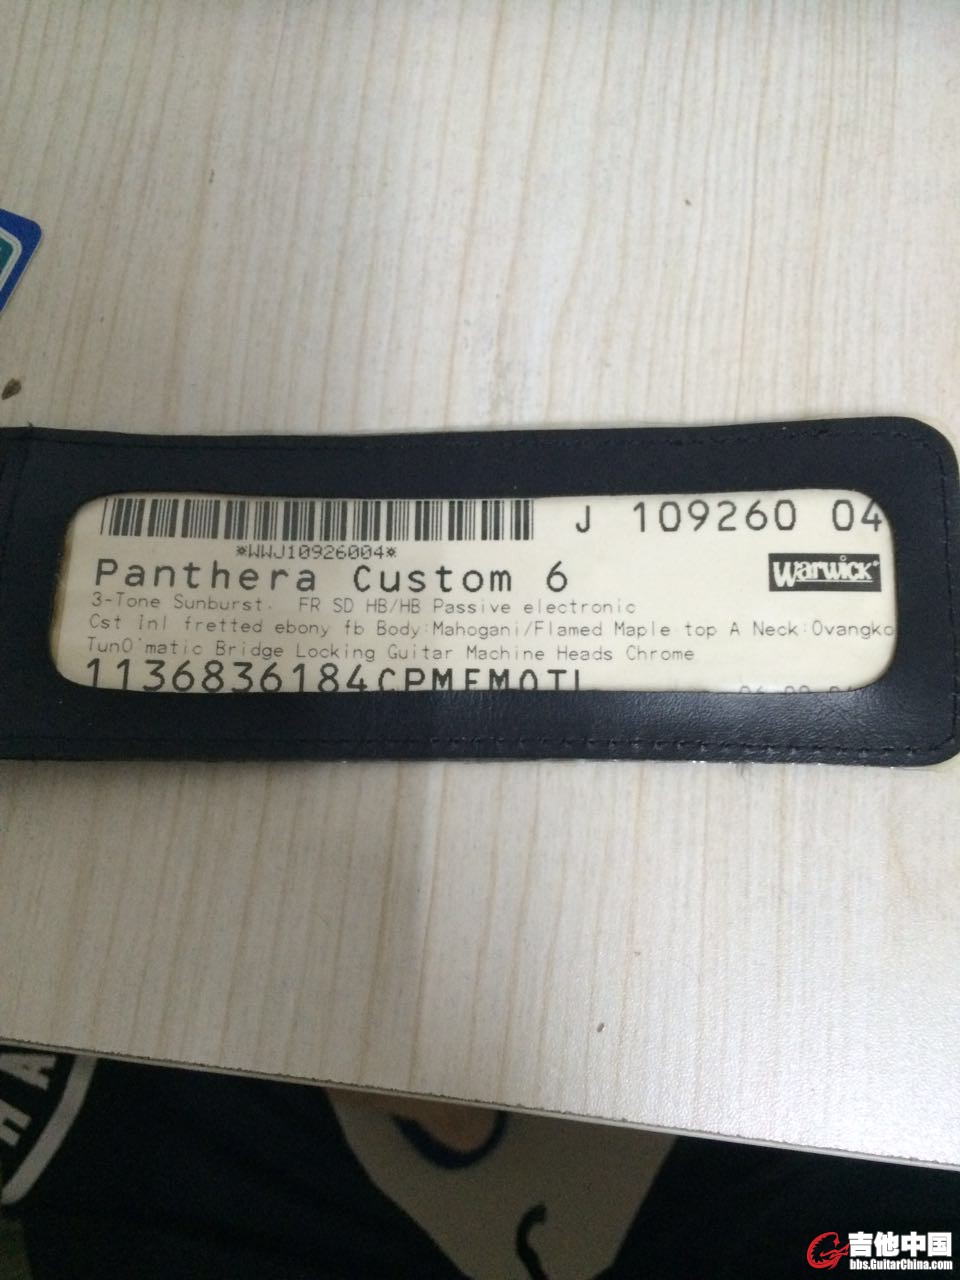 J 109260 04
*WWJ10926004*
Panthera Custom 6
Warwick
3-Tone Sunburst. FR SD HB/HB Passive electronic
Cst Inl fretted ebony fb Body:Mahogani/Flamed Maple top A Neck:Ovangko
TunO'matic Bridge Locking Guitar Machine Heads Chrome
1136836184CPMFMOTL
HA
吉他中国
bbs.GuitarChina.com